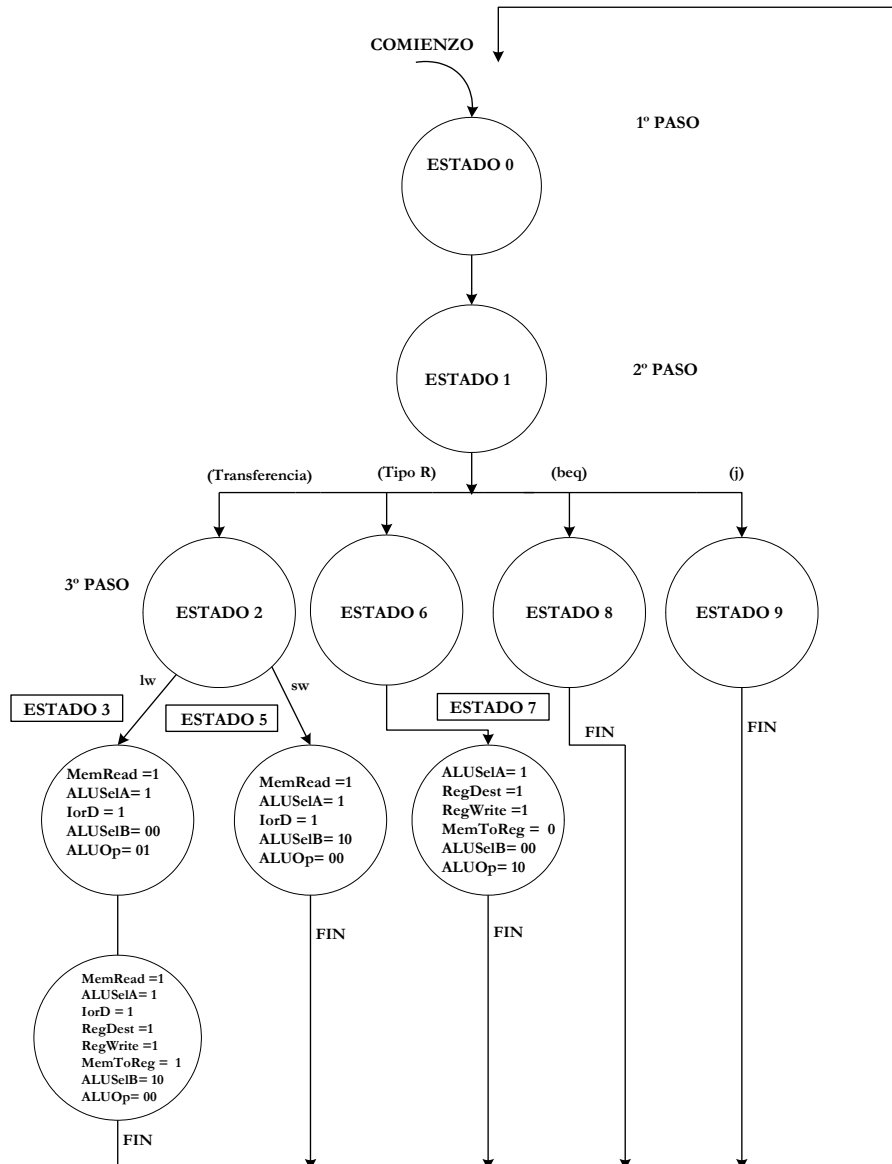 COMIENZO
1º PASO
ESTADO 0
ESTADO 1
2º PASO
(Transferencia)
(Tipo R)
(beq)
(j)
3º PASO
ESTADO 2
ESTADO 6
ESTADO 8
ESTADO 9
lw
sw
ESTADO 3
ESTADO 5
ESTADO 7
FIN
FIN
MemRead =1
ALUSelA= 1
IorD = 1
ALUSelB= 00
ALUOp= 01
MemRead =1
ALUSelA= 1
IorD = 1
ALUSelB= 10
ALUOp= 00
ALUSelA= 1
RegDest =1
RegWrite =1
MemToReg = 0
ALUSelB= 00
ALUOp= 10
FIN
FIN
MemRead =1
ALUSelA= 1
IorD = 1
RegDest =1
RegWrite =1
MemToReg = 1
ALUSelB= 10
ALUOp= 00
FIN